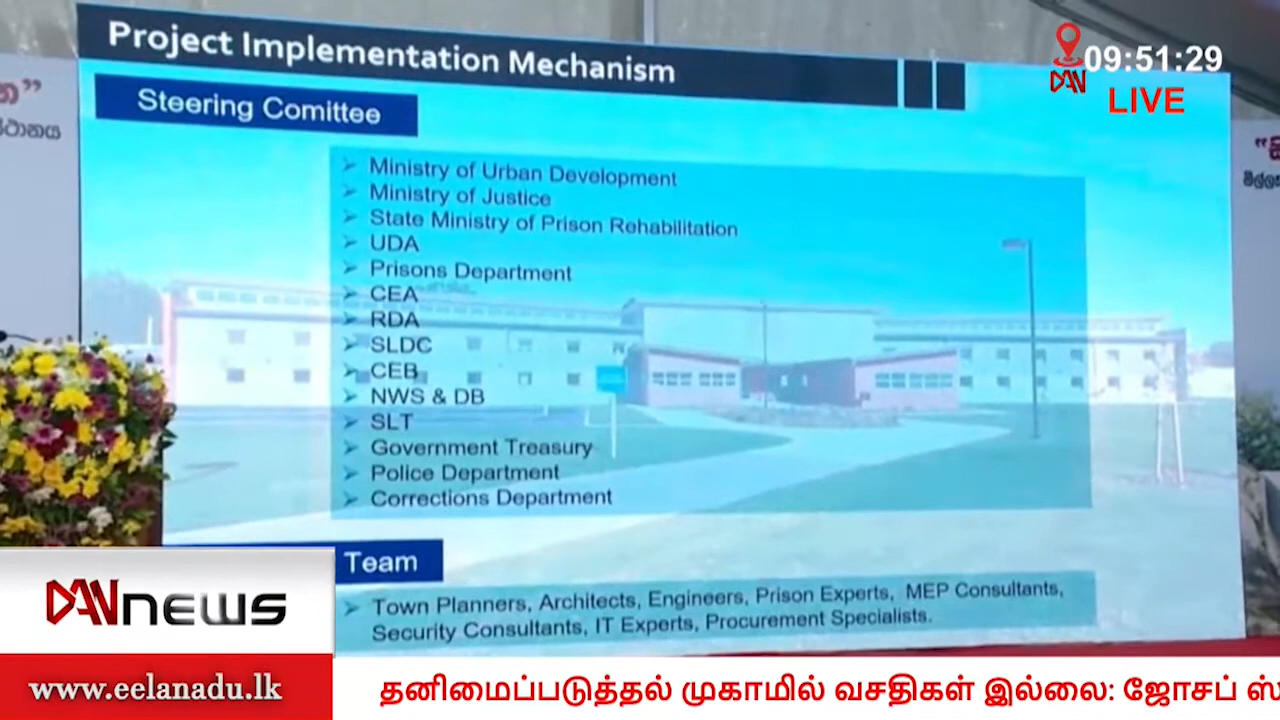 Project Implementation Mechanism
09:51:29
DAN
LIVE
Steering Comittee
Ministry of Urban Development
Ministry of Justice
State Ministry of Prison Rehabilitation
UDA
Prisons Department
CEA
RDA
SLDC
CEB
NWS & DB
SLT
Government Treasury
Police Department
Corrections Department
Team
Town Planners, Architects, Engineers, Prison Experts, MEP Consultants,
Security Consultants, IT Experts, Procurement Specialists.
DAN news
www.eelanadu.lk
தனிமைப்படுத்தல் முகாமில் வசதிகள் இல்லை: ஜோசப்